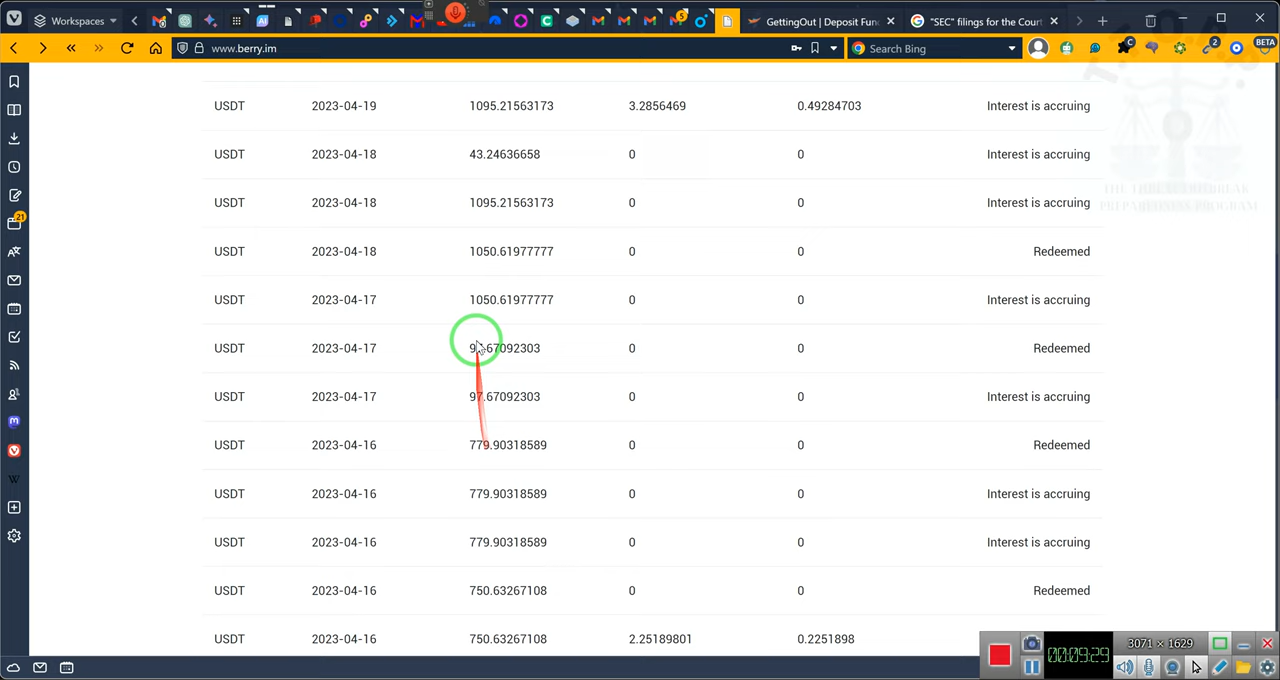 Workspaces
5
GettingOut | Deposit Fun
"SEC" filings for the Court
www.berry.im
Search Bing
C
2
BETA
21
USDT 2023-04-19 1095.21563173 3.2856469 0.49284703 Interest is accruing
USDT 2023-04-18 43.24636658 0 0 Interest is accruing
USDT 2023-04-18 1095.21563173 0 0 Interest is accruing
USDT 2023-04-18 1050.61977777 0 0 Redeemed
USDT 2023-04-17 1050.61977777 0 0 Interest is accruing
USDT 2023-04-17 97.67092303 0 0 Redeemed
USDT 2023-04-17 97.67092303 0 0 Interest is accruing
USDT 2023-04-16 779.90318589 0 0 Redeemed
USDT 2023-04-16 779.90318589 0 0 Interest is accruing
USDT 2023-04-16 779.90318589 0 0 Interest is accruing
USDT 2023-04-16 750.63267108 0 0 Redeemed
USDT 2023-04-16 750.63267108 2.25189801 0.2251898
00:09:29
3071 × 1629